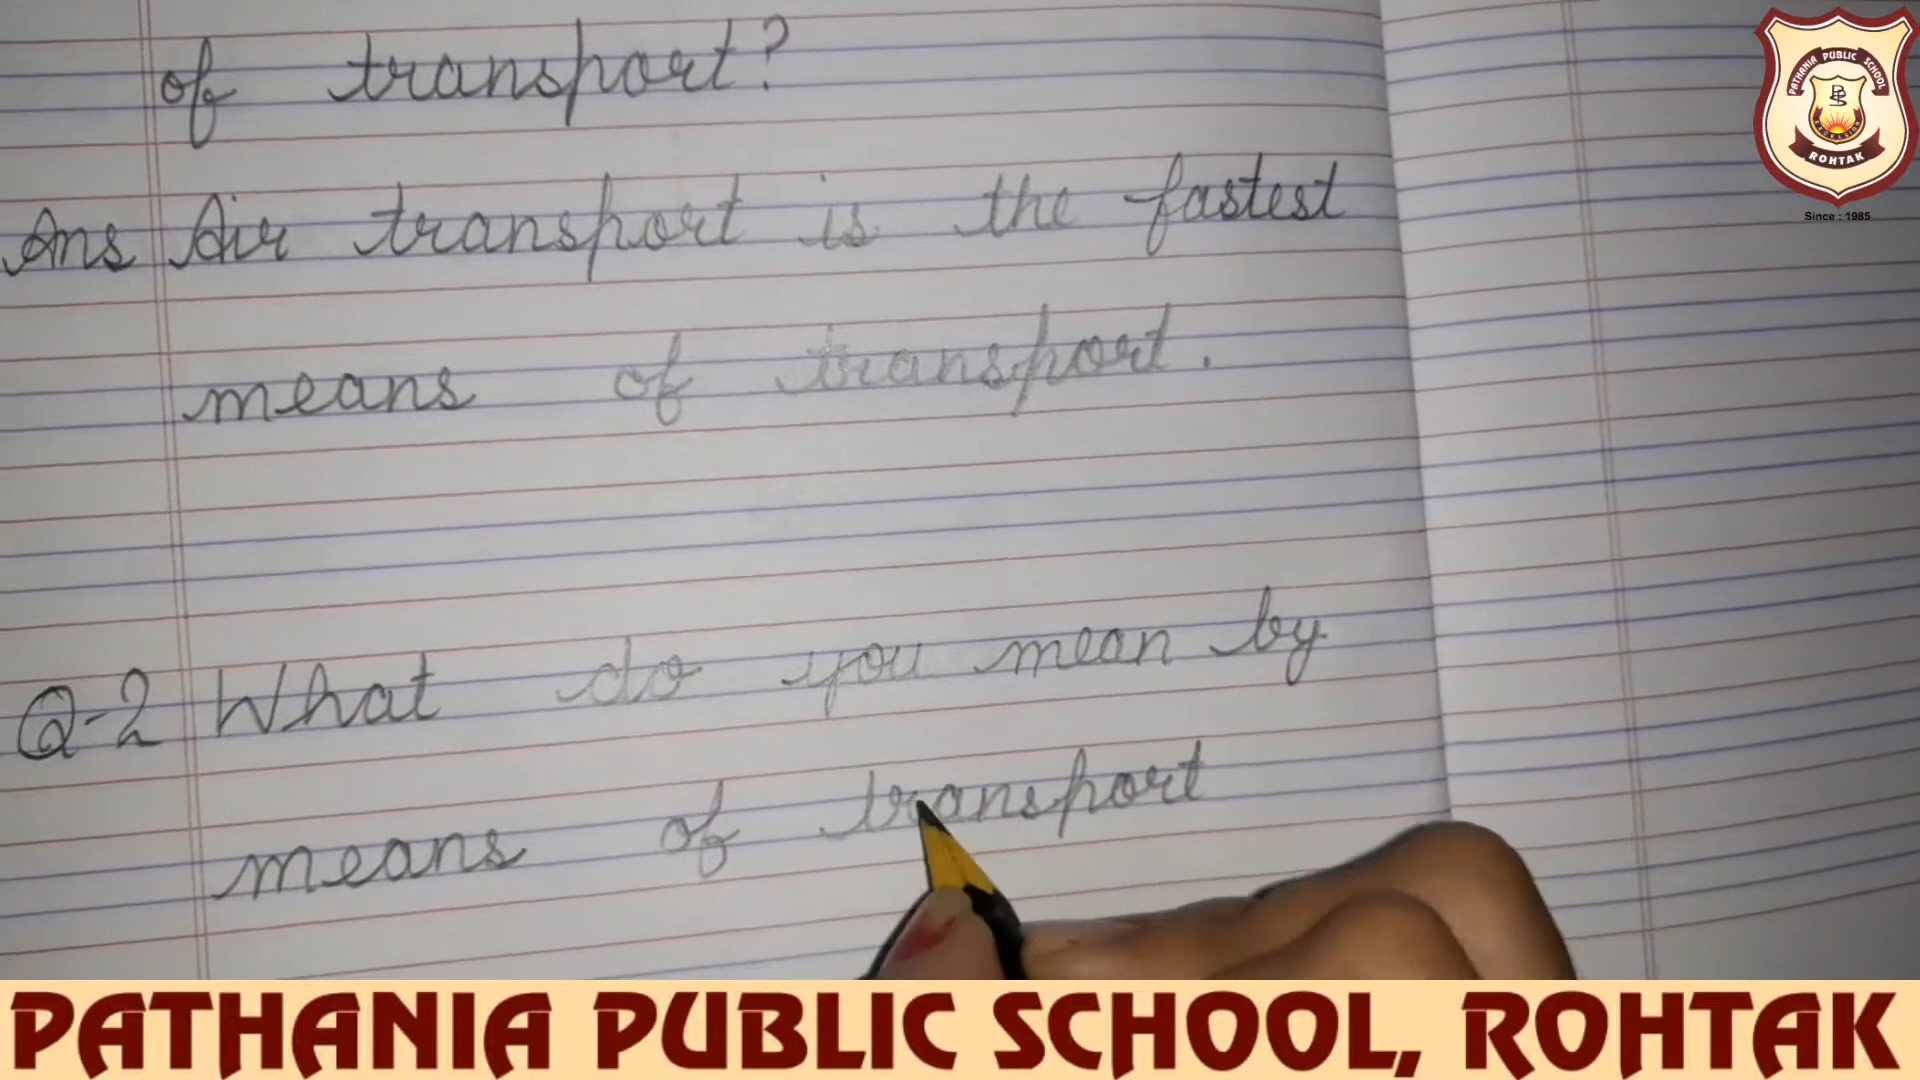 of transport?
Ans Air transport is the fastest
means of transport.
Q-2 What do you mean by
means of transport
PATHANIA PUBLIC SCHOOL
ROHTAK
Since : 1985
PATHANIA PUBLIC SCHOOL, ROHTAK